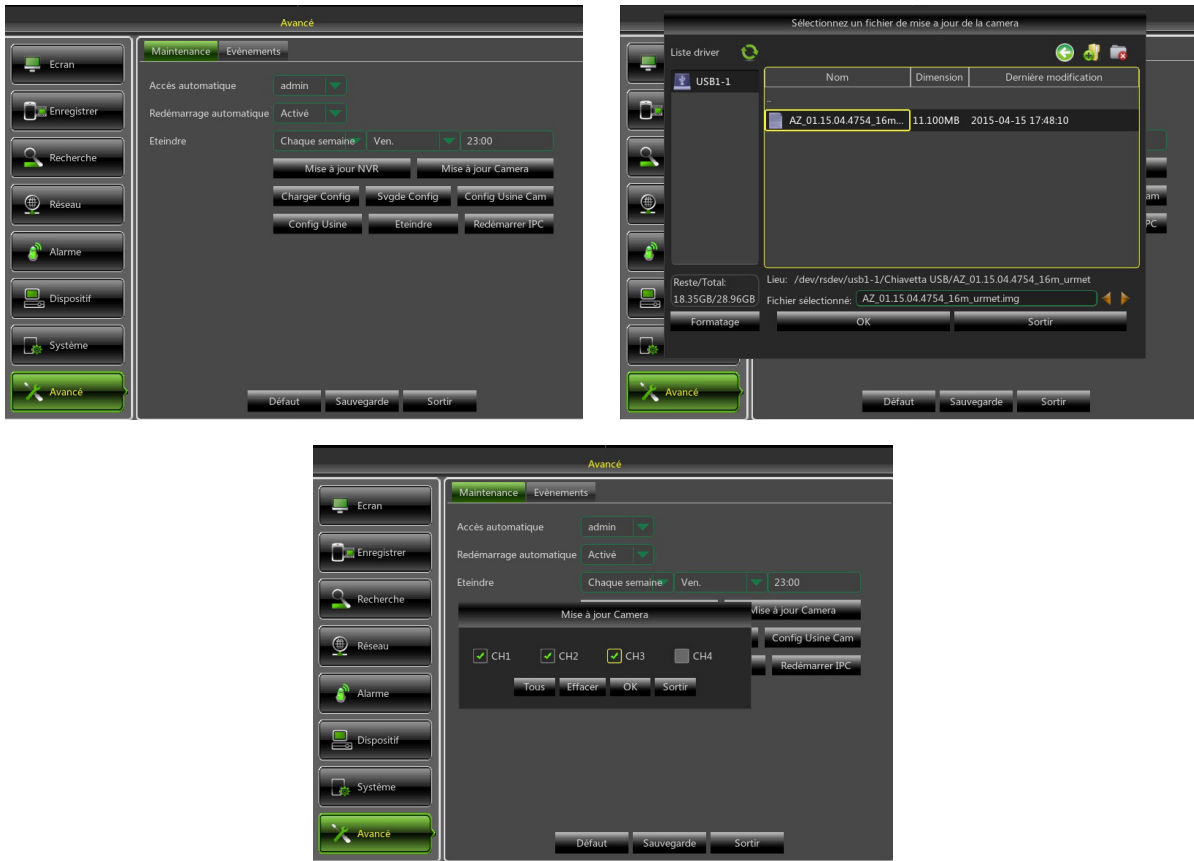 Avancé
Ecran
Enregistrer
Recherche
Réseau
Alarme
Dispositif
Système
Avancé
Maintenance Evènements
Accès automatique admin
Redémarrage automatique Activé
Eteindre Chaque semaine Ven. 23:00
Mise à jour NVR Mise à jour Camera
Charger Config Svgde Config Config Usine Cam
Config Usine Eteindre Redémarrer IPC
Défaut Sauvegarde Sortir
Sélectionnez un fichier de mise a jour de la camera
Liste driver
USB1-1
Nom Dimension Dernière modification
..
AZ_01.15.04.4754_16m... 11.100MB 2015-04-15 17:48:10
Reste/Total:
18.35GB/28.96GB
Lieu: /dev/rsdev/usb1-1/Chiavetta USB/AZ_01.15.04.4754_16m_urmet
Fichier sélectionné: AZ_01.15.04.4754_16m_urmet.img
Formatage OK Sortir
am
PC
Avancé
Défaut Sauvegarde Sortir
Avancé
Ecran
Enregistrer
Recherche
Réseau
Alarme
Dispositif
Système
Avancé
Maintenance Evènements
Accès automatique admin
Redémarrage automatique Activé
Eteindre Chaque semaine Ven. 23:00
Mise à jour Camera
Config Usine Cam
Redémarrer IPC
Mise à jour Camera
CH1 CH2 CH3 CH4
Tous Effacer OK Sortir
Défaut Sauvegarde Sortir